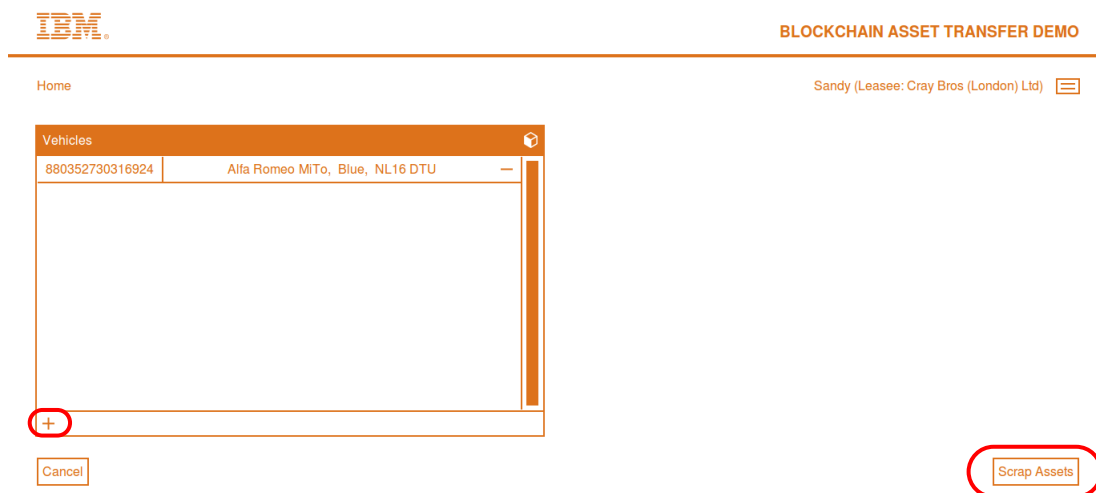 IBM®
BLOCKCHAIN ASSET TRANSFER DEMO
Home
Sandy (Leasee: Cray Bros (London) Ltd)
Vehicles
880352730316924 Alfa Romeo MiTo, Blue, NL16 DTU −
+
Cancel
Scrap Assets